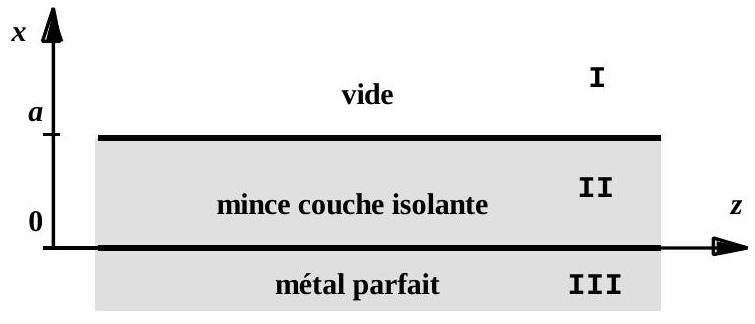 x
vide I
a
mince couche isolante II
0
z
métal parfait III